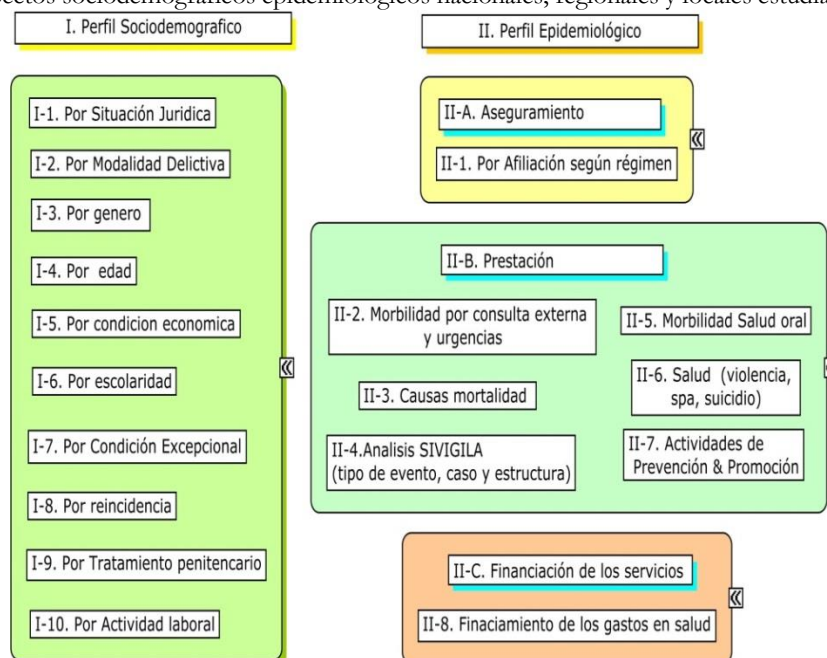 sociodemográficos epidemiológicos nacionales, regionales y locales
I. Perfil Sociodemografico
I-1. Por Situación Juridica
I-2. Por Modalidad Delictiva
I-3. Por genero
I-4. Por edad
I-5. Por condicion economica
I-6. Por escolaridad
I-7. Por Condición Excepcional
I-8. Por reincidencia
I-9. Por Tratamiento penitencario
I-10. Por Actividad laboral
II. Perfil Epidemiológico
II-A. Aseguramiento
II-1. Por Afiliación según régimen
II-B. Prestación
II-2. Morbilidad por consulta externa
y urgencias
II-3. Causas mortalidad
II-4.Analisis SIVIGILA
(tipo de evento, caso y estructura)
II-5. Morbilidad Salud oral
II-6. Salud (violencia,
spa, suicidio)
II-7. Actividades de
Prevención & Promoción
II-C. Financiación de los servicios
II-8. Finaciamiento de los gastos en salud